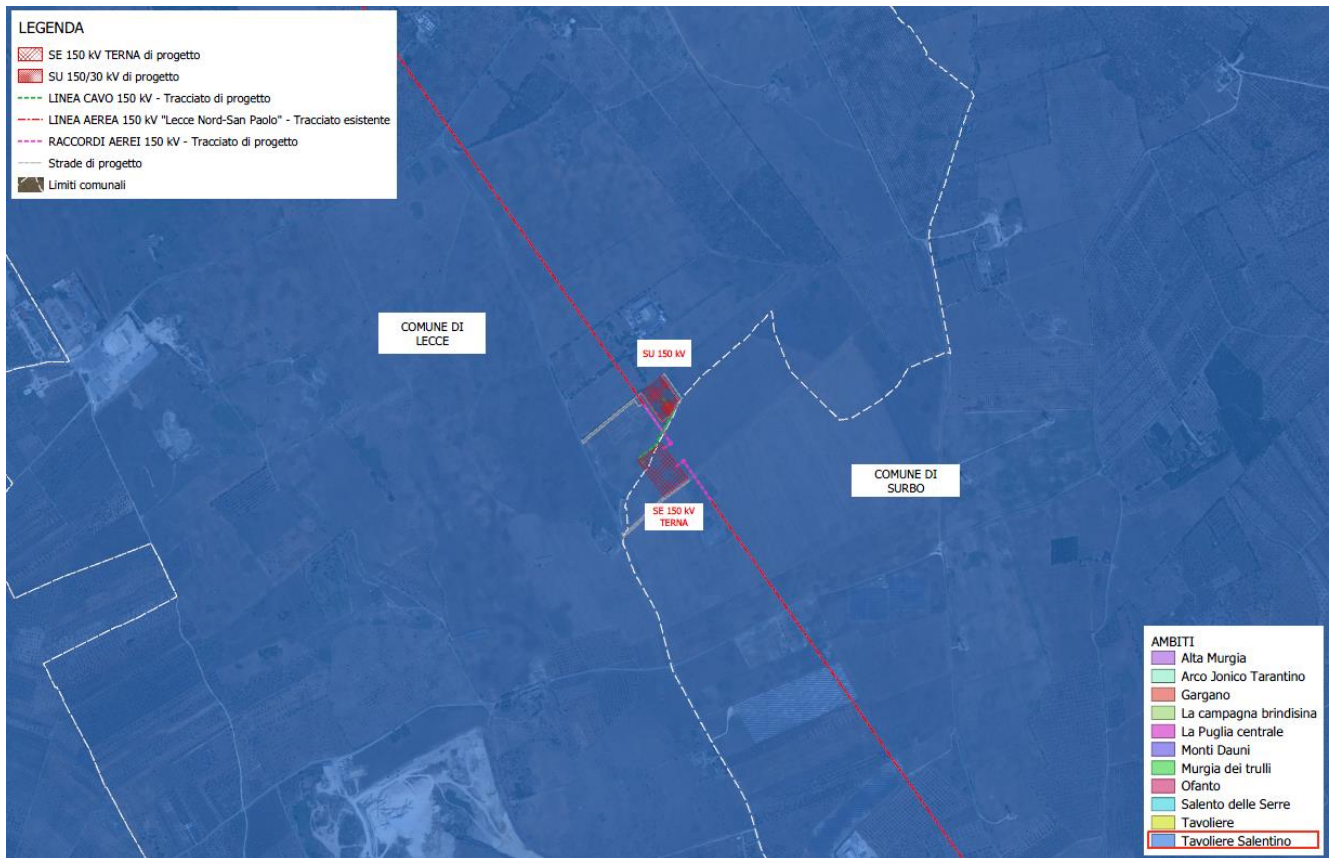 LEGENDA
SE 150 kV TERNA di progetto
SU 150/30 kV di progetto
LINEA CAVO 150 kV - Tracciato di progetto
LINEA AEREA 150 kV "Lecce Nord-San Paolo" - Tracciato esistente
RACCORDI AEREI 150 kV - Tracciato di progetto
Strade di progetto
Limiti comunali
COMUNE DI
LECCE
SU 150 kV
COMUNE DI
SURBO
SE 150 kV
TERNA
AMBITI
Alta Murgia
Arco Jonico Tarantino
Gargano
La campagna brindisina
La Puglia centrale
Monti Dauni
Murgia dei trulli
Ofanto
Salento delle Serre
Tavoliere
Tavoliere Salentino